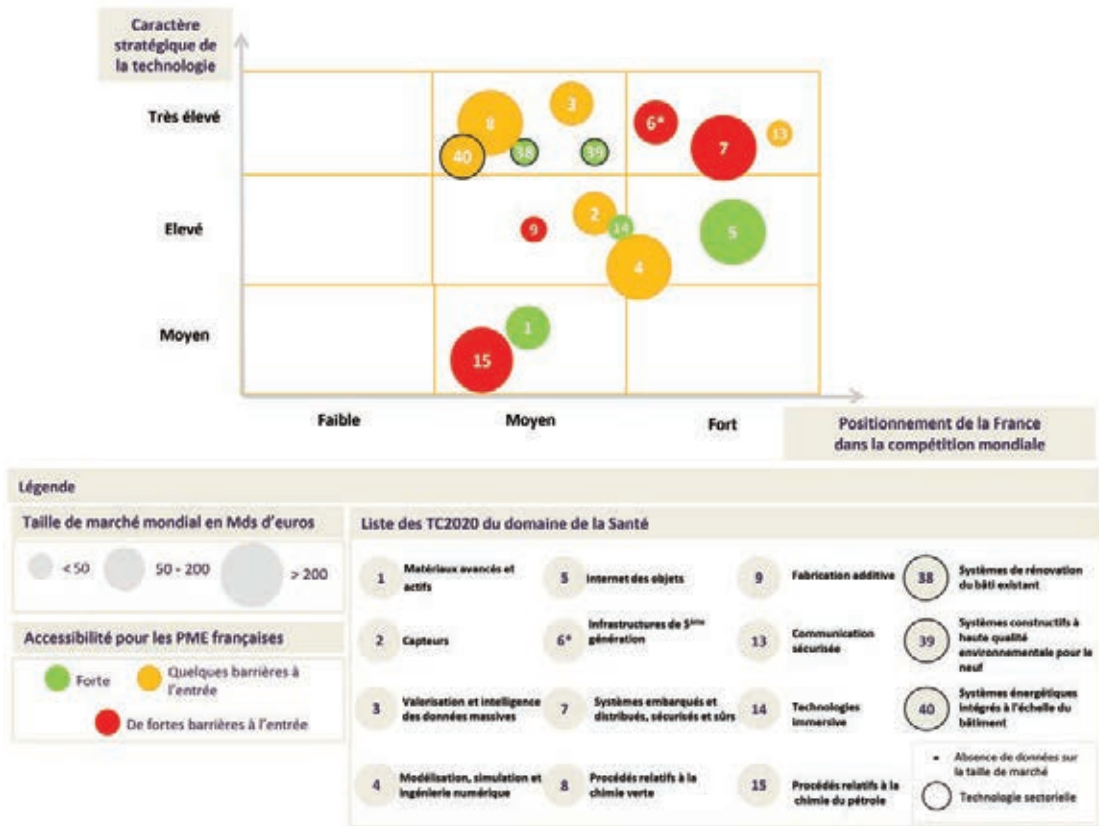 Caractère
stratégique de
la technologie
Très élevé
3
8
6*
13
7
40
38
39
Elevé
2
9
14
5
4
Moyen
1
15
Faible
Moyen
Fort
Positionnement de la France
dans la compétition mondiale
Légende
Taille de marché mondial en Mds d'euros
< 50
50 - 200
> 200
Accessibilité pour les PME françaises
Forte
Quelques barrières à
l'entrée
De fortes barrières à l'entrée
Liste des TC2020 du domaine de la Santé
1
Matériaux avancés et
actifs
5
Internet des objets
9
Fabrication additive
38
Systèmes de rénovation
du bâti existant
2
Capteurs
6*
Infrastructures de 5ème
génération
13
Communication
sécurisée
39
Systèmes constructifs à
haute qualité
environnementale pour le
neuf
3
Valorisation et intelligence
des données massives
7
Systèmes embarqués et
distribués, sécurisés et sûrs
14
Technologies
immersive
40
Systèmes énergétiques
intégrés à l'échelle du
bâtiment
4
Modélisation, simulation et
ingénierie numérique
8
Procédés relatifs à la
chimie verte
15
Procédés relatifs à la
chimie du pétrole
Absence de données sur
la taille de marché
Technologie sectorielle